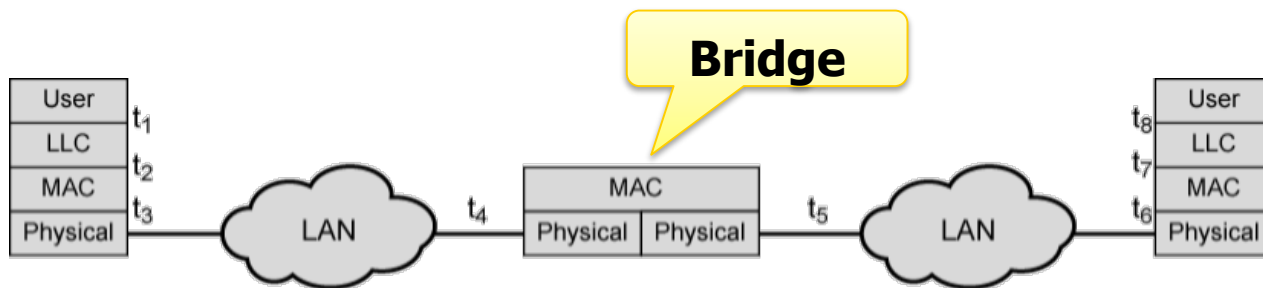 Bridge
User
t1
LLC
t2
MAC
t3
Physical
LAN
t4
MAC
Physical
Physical
t5
LAN
User
t8
LLC
t7
MAC
t6
Physical